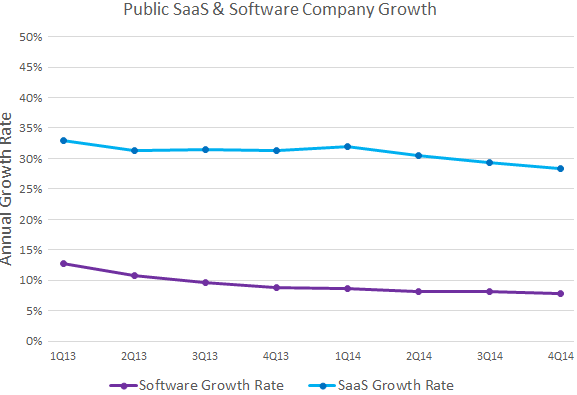 Public SaaS & Software Company Growth
50%
45%
40%
35%
30%
25%
20%
15%
10%
5%
0%
Annual Growth Rate
1Q13 2Q13 3Q13 4Q13 1Q14 2Q14 3Q14 4Q14
Software Growth Rate SaaS Growth Rate